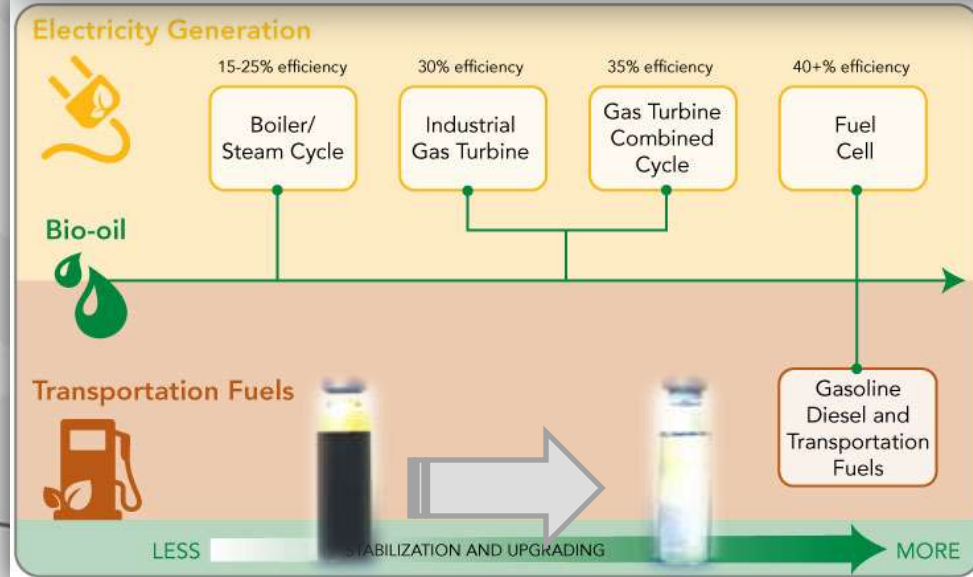 Electricity Generation
15-25% efficiency
30% efficiency
35% efficiency
40+% efficiency
Boiler/
Steam Cycle
Industrial
Gas Turbine
Gas Turbine
Combined
Cycle
Fuel
Cell
Bio-oil
Transportation Fuels
Gasoline
Diesel and
Transportation
Fuels
LESS
STABILIZATION AND UPGRADING
MORE